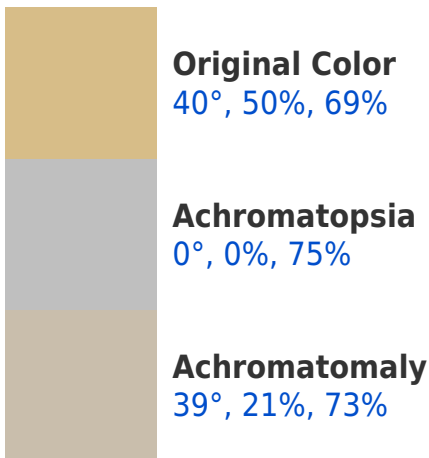 Original Color
40°, 50%, 69%
Achromatopsia
0°, 0%, 75%
Achromatomaly
39°, 21%, 73%